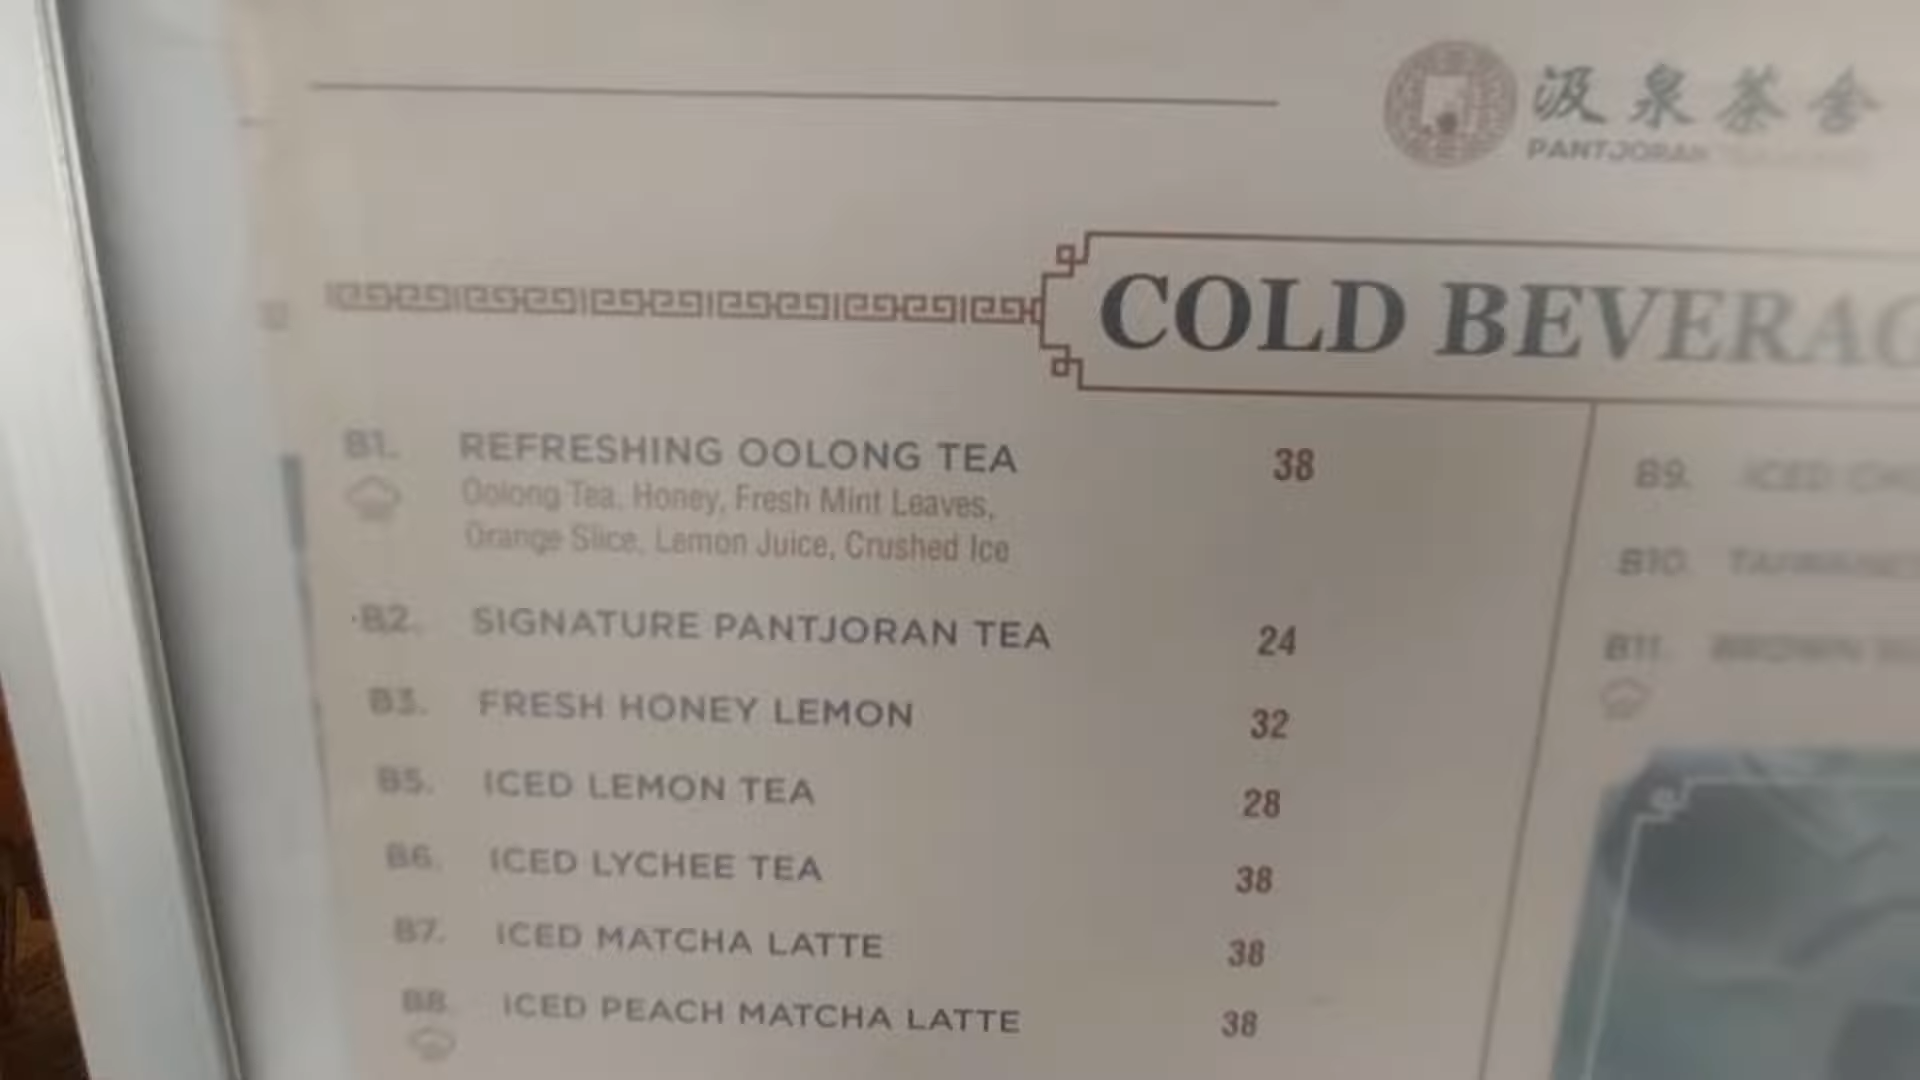 汲泉茶舍
PANTJORAN
COLD BEVERAG
B1. REFRESHING OOLONG TEA 38
Oolong Tea, Honey, Fresh Mint Leaves,
Orange Slice, Lemon Juice, Crushed Ice
B2. SIGNATURE PANTJORAN TEA 24
B3. FRESH HONEY LEMON 32
B5. ICED LEMON TEA 28
B6. ICED LYCHEE TEA 38
B7. ICED MATCHA LATTE 38
B8. ICED PEACH MATCHA LATTE 38
B9. ICED
B10.
B11. BROWN